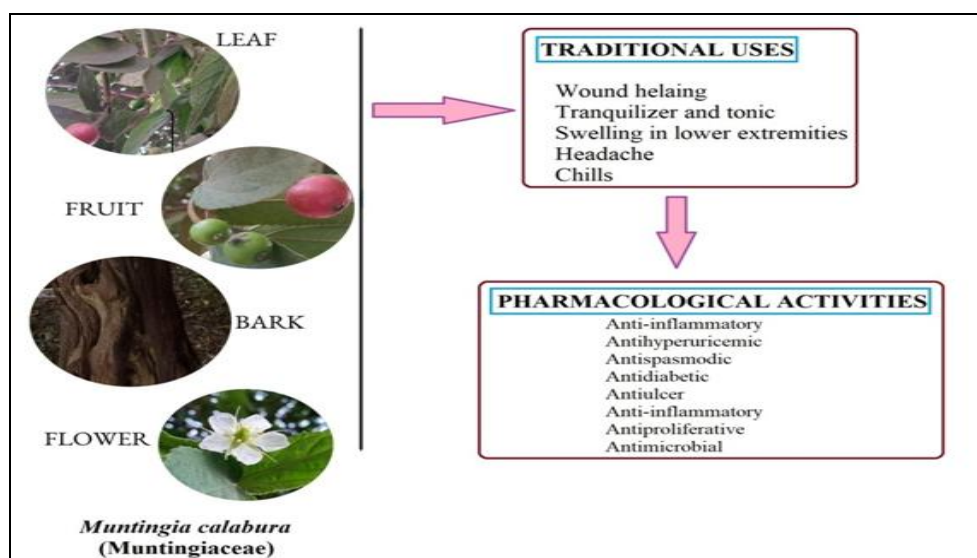 LEAF
FRUIT
BARK
FLOWER
Muntingia calabura
(Muntingiaceae)
TRADITIONAL USES
Wound helaing
Tranquilizer and tonic
Swelling in lower extremities
Headache
Chills
PHARMACOLOGICAL ACTIVITIES
Anti-inflammatory
Antihyperuricemic
Antispasmodic
Antidiabetic
Antiulcer
Anti-inflammatory
Antiproliferative
Antimicrobial